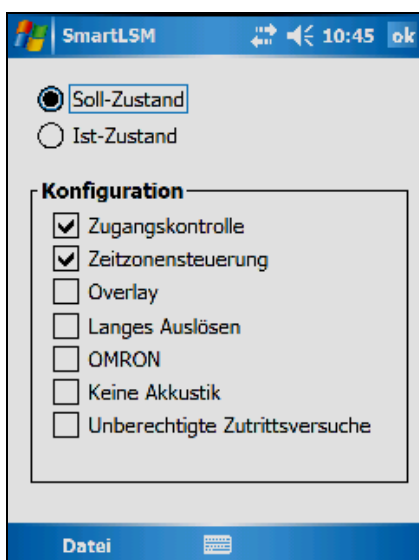 SmartLSM 10:45 ok
Soll-Zustand
Ist-Zustand
Konfiguration
Zugangskontrolle
Zeitzonensteuerung
Overlay
Langes Auslösen
OMRON
Keine Akkustik
Unberechtigte Zutrittsversuche
Datei